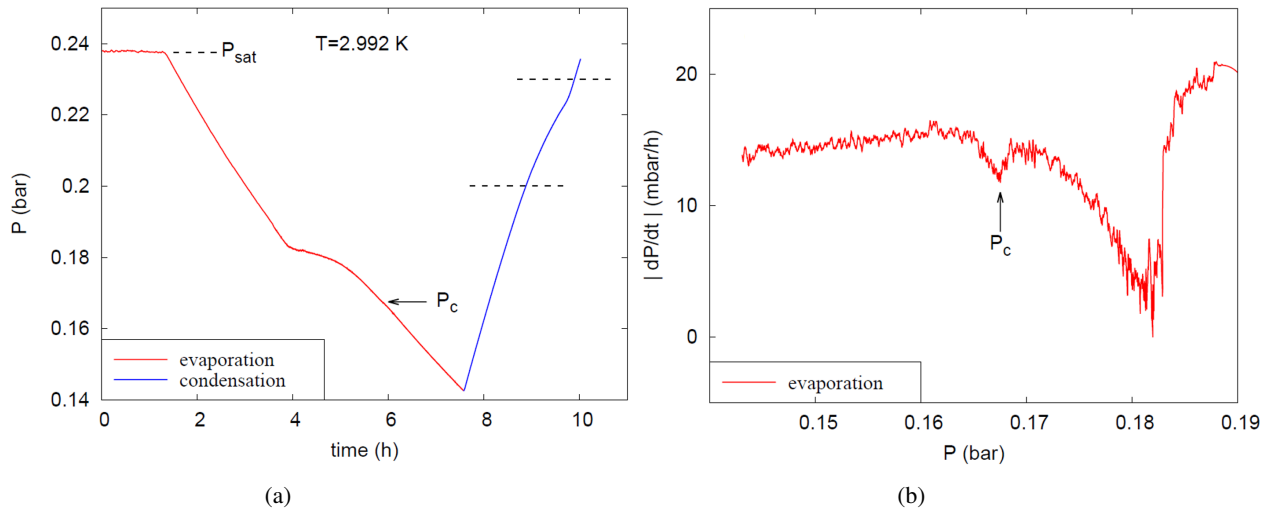 0.24
0.22
0.2
0.18
0.16
0.14
P (bar)
P_sat
T=2.992 K
P_c
evaporation
condensation
0 2 4 6 8 10
time (h)
(a)
20
10
0
| dP/dt | (mbar/h)
P_c
evaporation
0.15 0.16 0.17 0.18 0.19
P (bar)
(b)